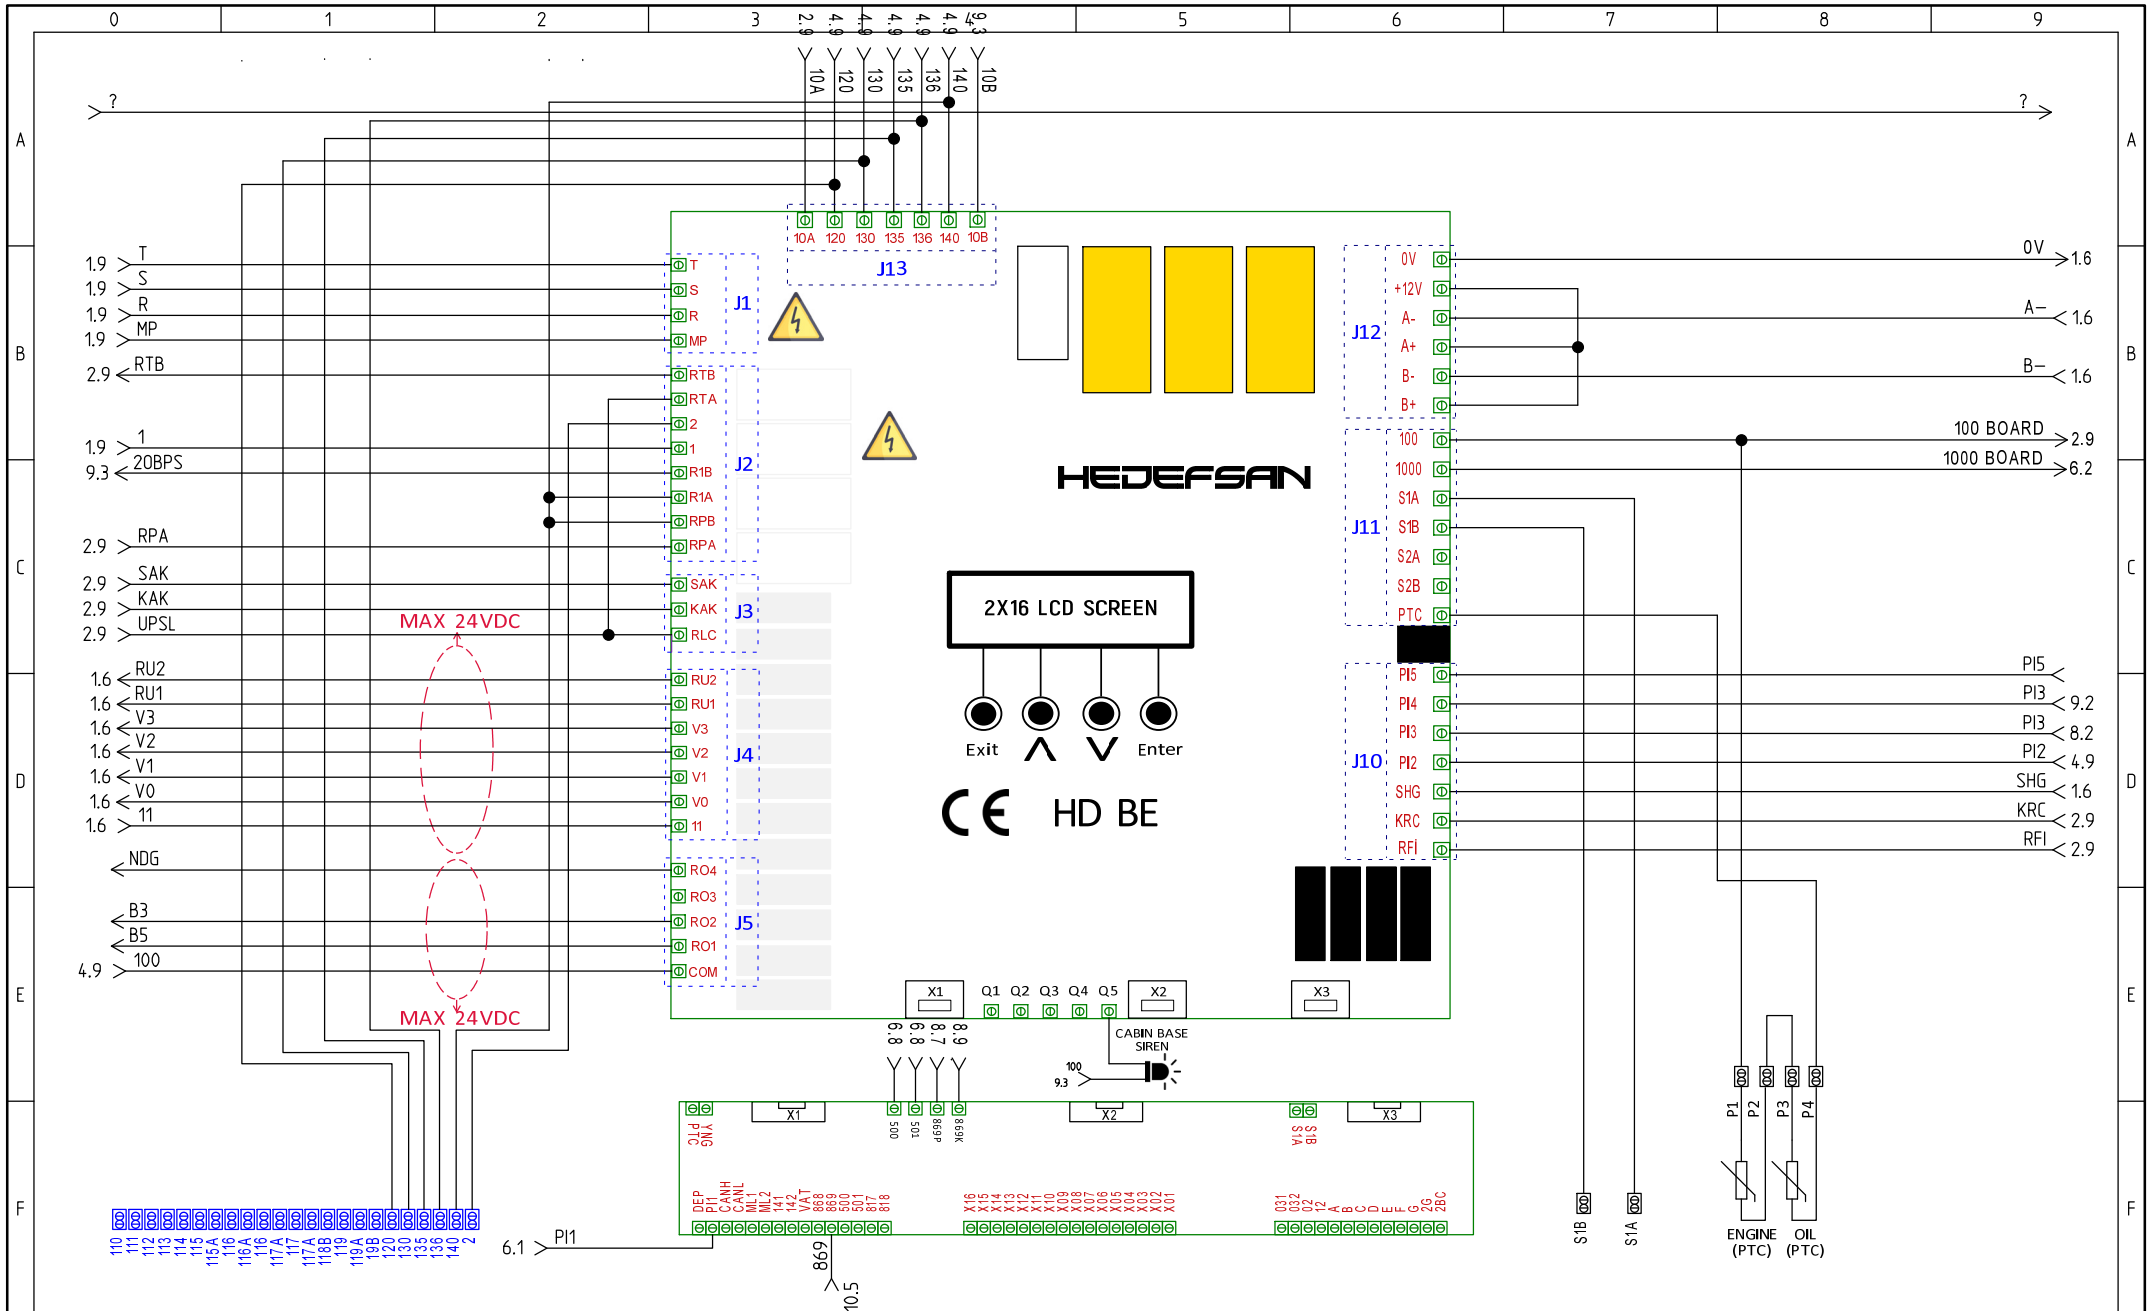 0 1 2 3 4 5 6 7 8 9
2.9 4.9 4.9 4.9 4.9 4.9 9.3
10A 120 130 135 136 140 10B
? ?
A A
B B
C C
D D
E E
F F
10A 120 130 135 136 140 10B
J13
1.9 T T
1.9 S S
1.9 R R
1.9 MP MP
J1
2.9 RTB RTB
RTA
2
1.9 1 1
9.3 20BPS R1B
R1A
RPB
2.9 RPA RPA
J2
2.9 SAK SAK
2.9 KAK KAK
2.9 UPSL RLC
J3
MAX 24VDC
1.6 RU2 RU2
1.6 RU1 RU1
1.6 V3 V3
1.6 V2 V2
1.6 V1 V1
1.6 V0 V0
1.6 11 11
J4
NDG RO4
RO3
B3 RO2
B5 RO1
4.9 100 COM
J5
MAX 24VDC
HEDEFSAN
2X16 LCD SCREEN
Exit Enter
CE HD BE
J12
0V 0V 1.6
+12V
A- A- 1.6
A+
B- B- 1.6
B+
J11
100 100 BOARD 2.9
1000 1000 BOARD 6.2
S1A
S1B
S2A
S2B
PTC
J10
PI5 PI5
PI4 PI3 9.2
PI3 PI3 8.2
PI2 PI2 4.9
SHG SHG 1.6
KRC KRC 2.9
RFİ RFI 2.9
X1 Q1 Q2 Q3 Q4 Q5 X2 X3
6.8 6.8 8.7 8.9
CABIN BASE
SIREN
100
9.3
PTC YNG X1 500 501 869P 869K X2 S1A S1B X3
DEP PI1 CANH CANL ML1 ML2 141 142 VAT 868 869 500 501 817 818
X16 X15 X14 X13 X12 X11 X10 X09 X08 X07 X06 X05 X04 X03 X02 X01
031 032 02 12 A B C D E F G 2G 2BC
6.1 PI1
869
10.5
110 111 112 113 114 115 115A 116 116A 116 117A 117 117A 118B 119 119A 19B 120 130 135 136 140 2
S1B S1A
P1 P2 P3 P4
ENGINE
(PTC)
OIL
(PTC)